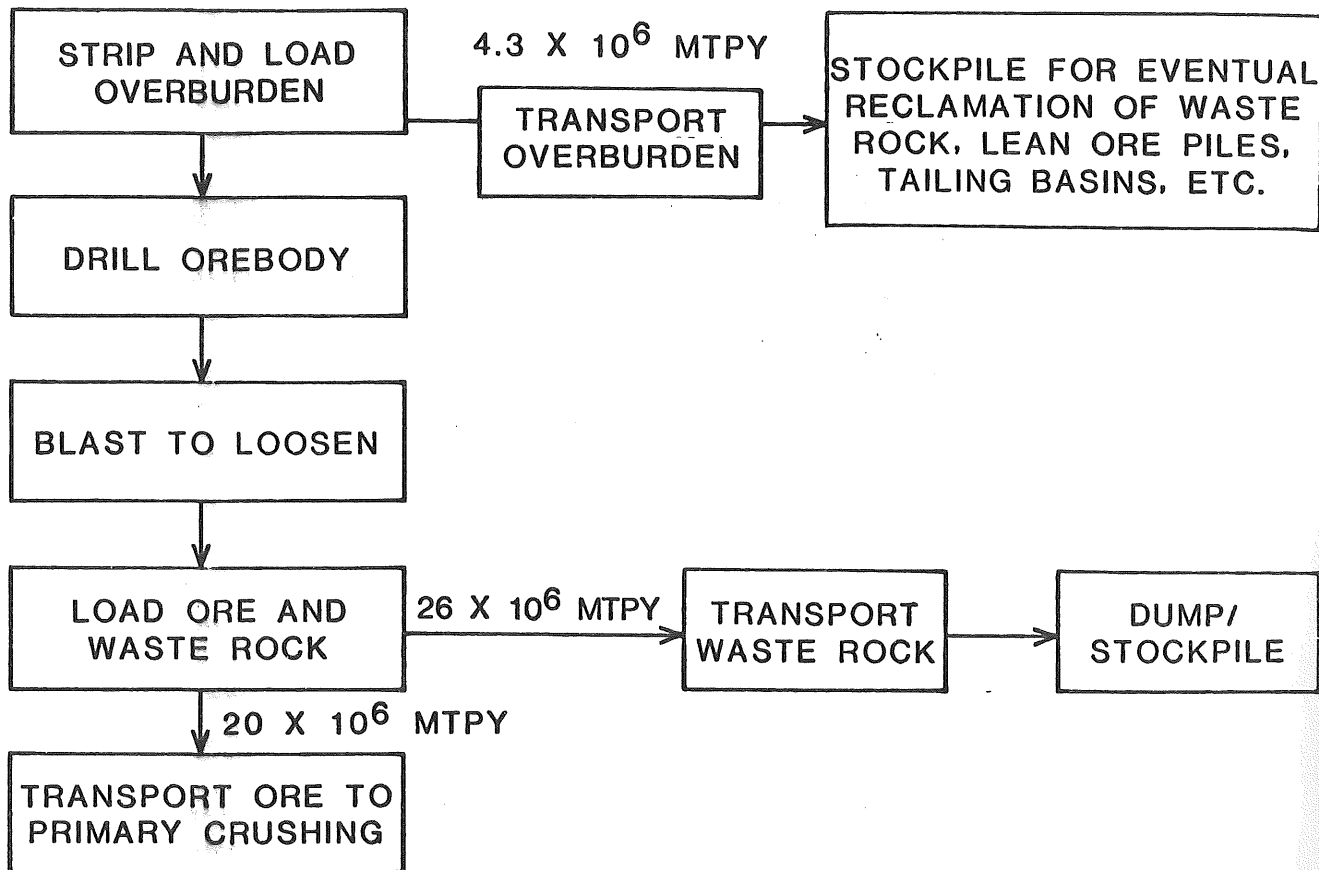 STRIP AND LOAD
OVERBURDEN
4.3 X 10⁶ MTPY
TRANSPORT
OVERBURDEN
STOCKPILE FOR EVENTUAL
RECLAMATION OF WASTE
ROCK, LEAN ORE PILES,
TAILING BASINS, ETC.
DRILL OREBODY
BLAST TO LOOSEN
LOAD ORE AND
WASTE ROCK
26 X 10⁶ MTPY
TRANSPORT
WASTE ROCK
DUMP/
STOCKPILE
20 X 10⁶ MTPY
TRANSPORT ORE TO
PRIMARY CRUSHING